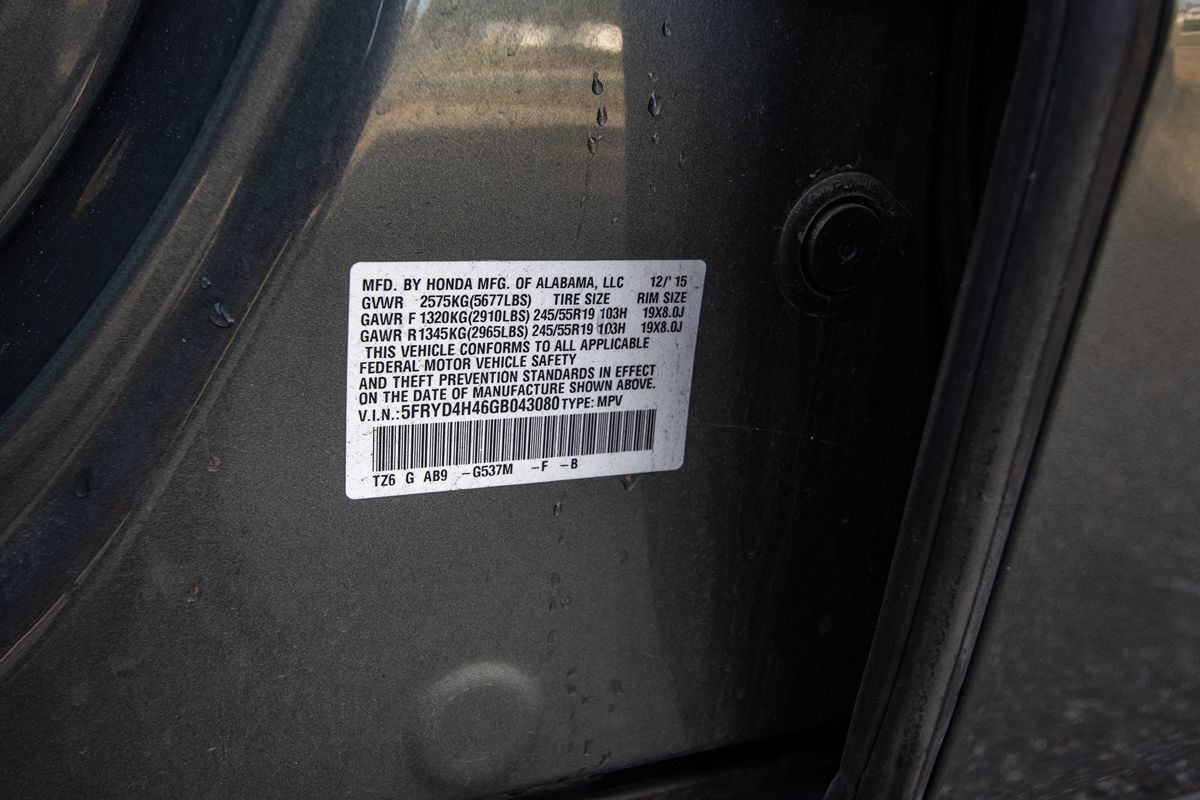 MFD. BY HONDA MFG. OF ALABAMA, LLC 12/'15
GVWR 2575KG(5677LBS) TIRE SIZE RIM SIZE
GAWR F 1320KG(2910LBS) 245/55R19 103H 19X8.0J
GAWR R 1345KG(2965LBS) 245/55R19 103H 19X8.0J
THIS VEHICLE CONFORMS TO ALL APPLICABLE
FEDERAL MOTOR VEHICLE SAFETY
AND THEFT PREVENTION STANDARDS IN EFFECT
ON THE DATE OF MANUFACTURE SHOWN ABOVE.
V.I.N.:5FRYD4H46GB043080 TYPE: MPV
TZ6 G AB9 –G537M –F –B